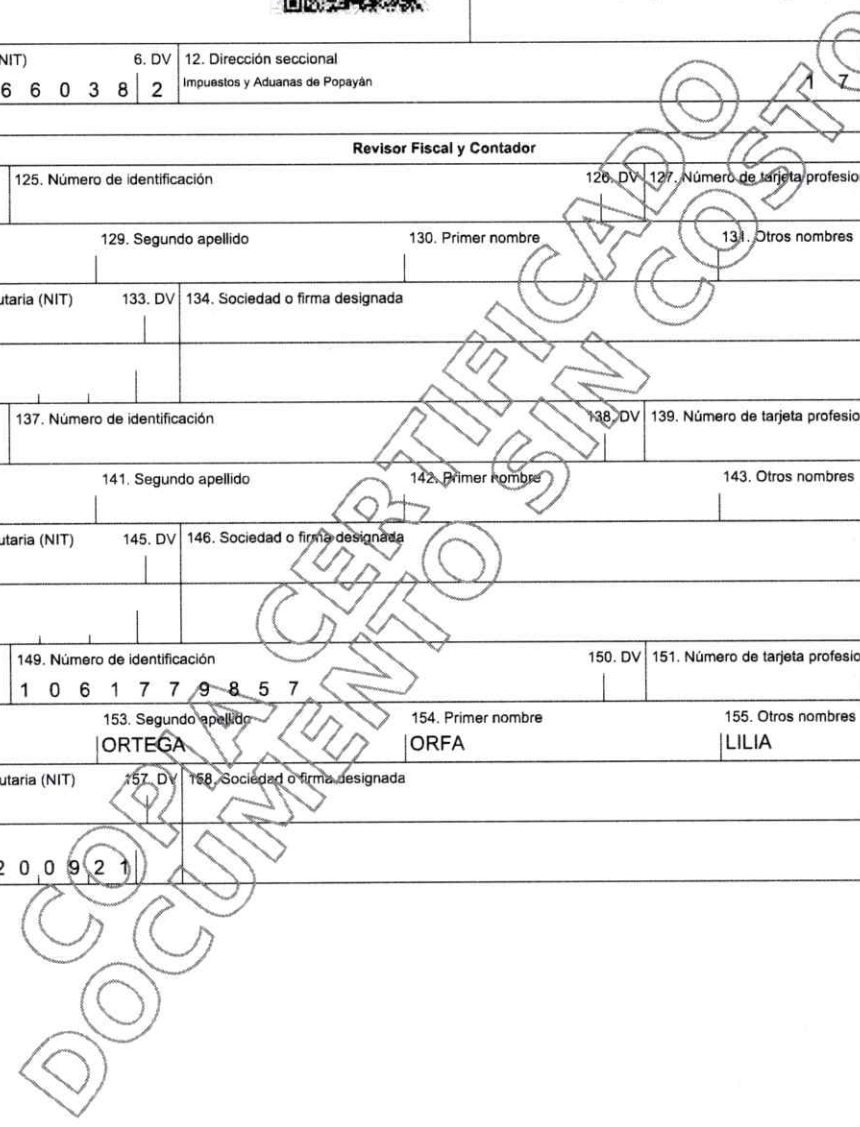 NIT) 6. DV 12. Dirección seccional
6 6 0 3 8 2 Impuestos y Aduanas de Popayán 1 7
Revisor Fiscal y Contador
125. Número de identificación 126. DV 127. Número de tarjeta profesio
129. Segundo apellido 130. Primer nombre 131. Otros nombres
utaria (NIT) 133. DV 134. Sociedad o firma designada
137. Número de identificación 138. DV 139. Número de tarjeta profesio
141. Segundo apellido 142. Primer nombre 143. Otros nombres
utaria (NIT) 145. DV 146. Sociedad o firma designada
149. Número de identificación 150. DV 151. Número de tarjeta profesio
1 0 6 1 7 7 9 8 5 7
153. Segundo apellido 154. Primer nombre 155. Otros nombres
ORTEGA ORFA LILIA
utaria (NIT) 157. DV 158. Sociedad o firma designada
2 0 0 9 2 1
COPIA CERTIFICADO
DOCUMENTO SIN COSTO